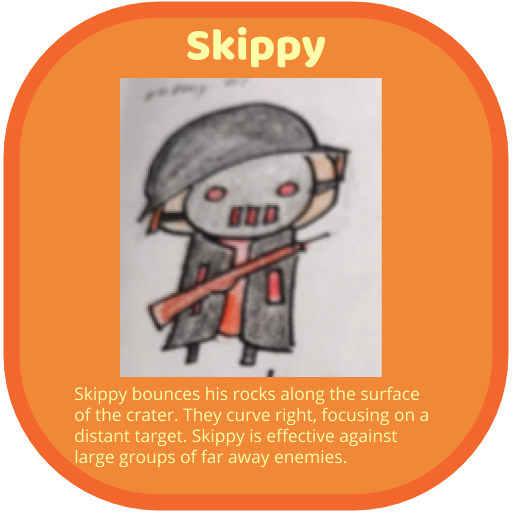 Skippy
Skippy bounces his rocks along the surface
of the crater. They curve right, focusing on a
distant target. Skippy is effective against
large groups of far away enemies.